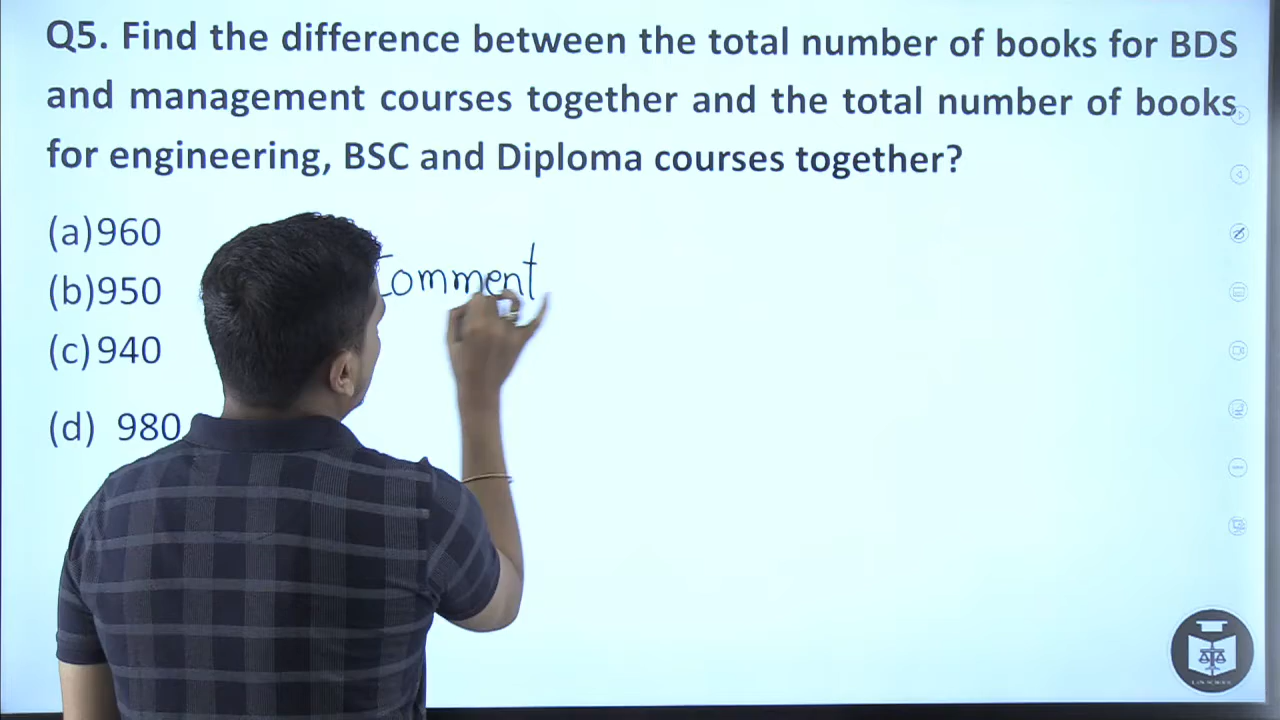 Q5. Find the difference between the total number of books for BDS
and management courses together and the total number of books
for engineering, BSC and Diploma courses together?
(a)960
(b)950
(c)940
(d) 980
Comment